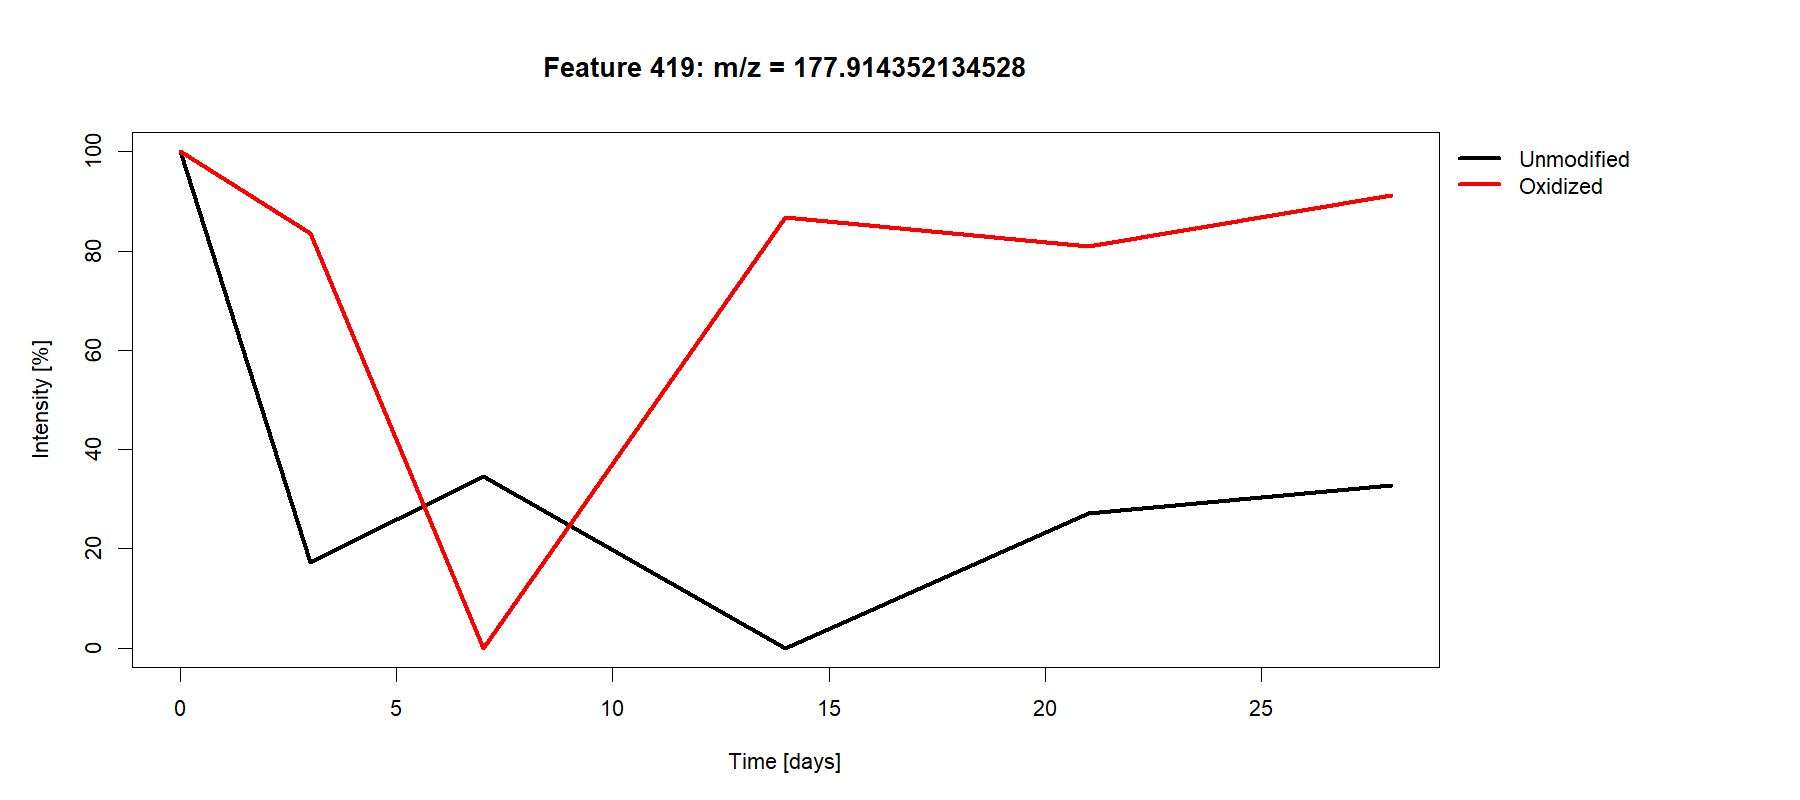 Feature 419: m/z = 177.914352134528
Unmodified
Oxidized
Intensity [%]
100
80
60
40
20
0
0 5 10 15 20 25
Time [days]